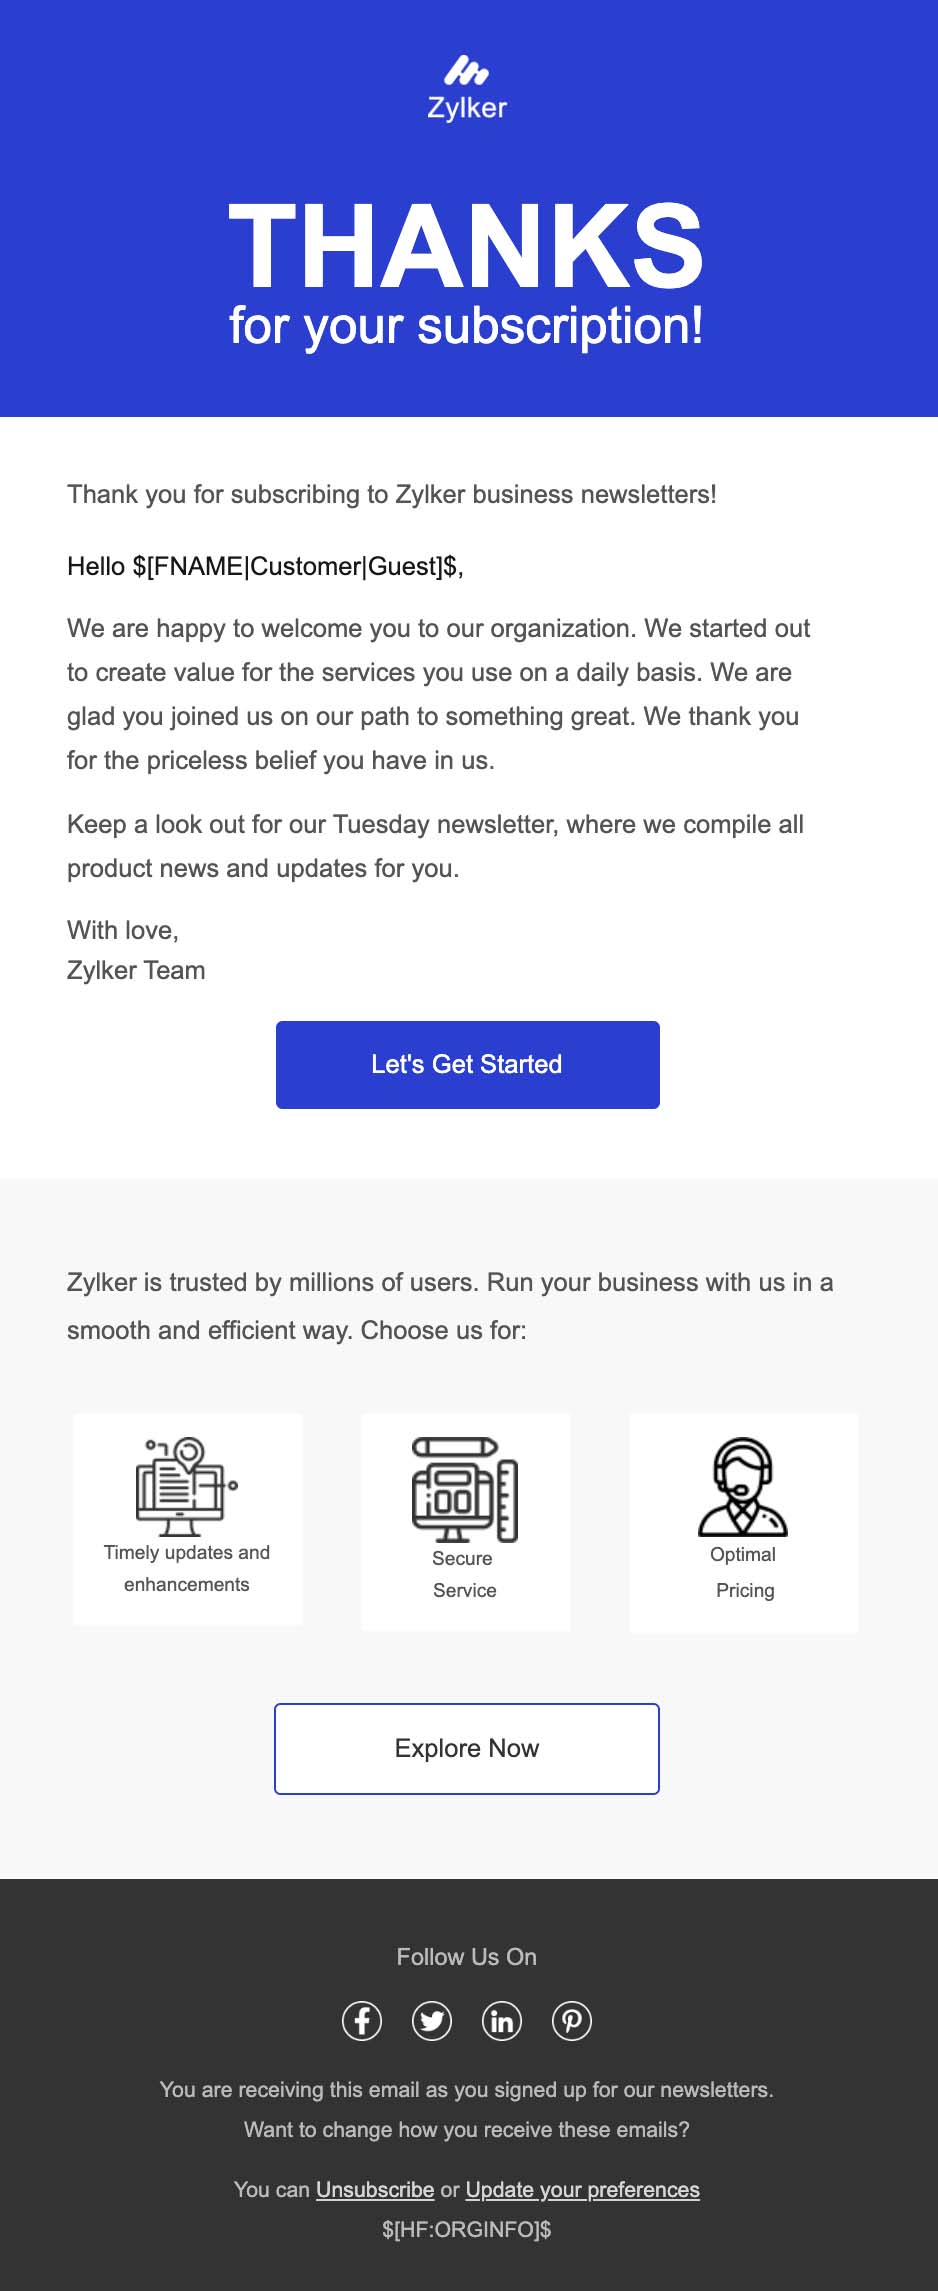 Zylker
THANKS
for your subscription!
Thank you for subscribing to Zylker business newsletters!
Hello $[FNAME|Customer|Guest]$,
We are happy to welcome you to our organization. We started out
to create value for the services you use on a daily basis. We are
glad you joined us on our path to something great. We thank you
for the priceless belief you have in us.
Keep a look out for our Tuesday newsletter, where we compile all
product news and updates for you.
With love,
Zylker Team
Let's Get Started
Zylker is trusted by millions of users. Run your business with us in a
smooth and efficient way. Choose us for:
Timely updates and
enhancements
Secure
Service
Optimal
Pricing
Explore Now
Follow Us On
You are receiving this email as you signed up for our newsletters.
Want to change how you receive these emails?
You can Unsubscribe or Update your preferences
$[HF:ORGINFO]$